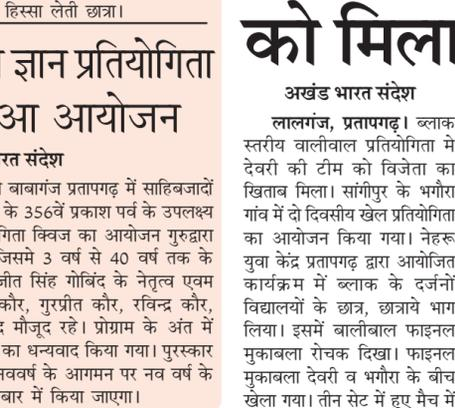 हिस्सा लेती छात्रा।
ज्ञान प्रतियोगिता
आयोजन
संदेश
बाबागंज प्रतापगढ़ में साहिबजादों
के 356वें प्रकाश पर्व के उपलक्ष्य
क्विज का आयोजन गुरुद्वारा
3 वर्ष से 40 वर्ष तक के
सिंह गोबिंद के नेतृत्व एवम
कौर, गुरप्रीत कौर, रविन्द्र कौर,
मौजूद रहे। प्रोग्राम के अंत में
का धन्यवाद किया गया। पुरस्कार
नववर्ष के आगमन पर नव वर्ष के
में किया जाएगा।
को मिला
अखंड भारत संदेश
लालगंज, प्रतापगढ़। ब्लाक
स्तरीय वालीवाल प्रतियोगिता मे
देवरी की टीम को विजेता का
खिताब मिला। सांगीपुर के भगौरा
गांव में दो दिवसीय खेल प्रतियोगिता
का आयोजन किया गया। नेहरू
युवा केंद्र प्रतापगढ़ द्वारा आयोजित
कार्यक्रम में ब्लाक के दर्जनों
विद्यालयों के छात्र, छात्राये भाग
लिया। इसमें बालीबाल फाइनल
मुकाबला रोचक दिखा। फाइनल
मुकाबला देवरी व भगौरा के बीच
खेला गया। तीन सेट में हुए मैच में